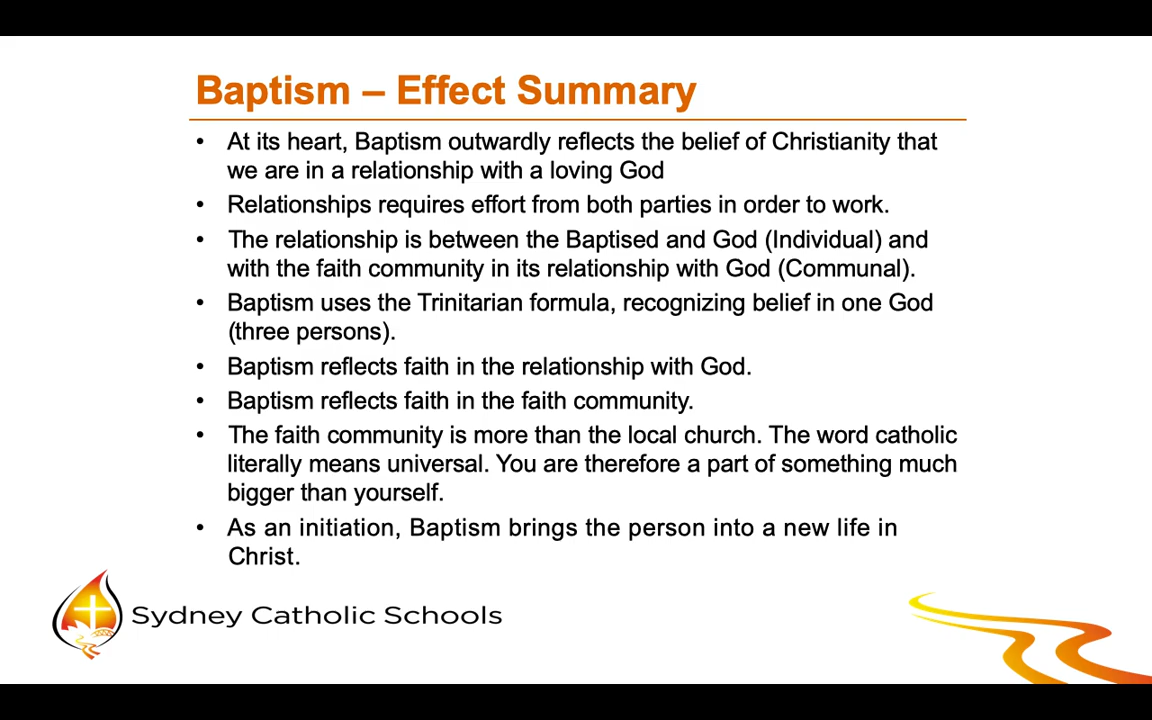 Baptism – Effect Summary
• At its heart, Baptism outwardly reflects the belief of Christianity that
we are in a relationship with a loving God
• Relationships requires effort from both parties in order to work.
• The relationship is between the Baptised and God (Individual) and
with the faith community in its relationship with God (Communal).
• Baptism uses the Trinitarian formula, recognizing belief in one God
(three persons).
• Baptism reflects faith in the relationship with God.
• Baptism reflects faith in the faith community.
• The faith community is more than the local church. The word catholic
literally means universal. You are therefore a part of something much
bigger than yourself.
• As an initiation, Baptism brings the person into a new life in
Christ.
Sydney Catholic Schools